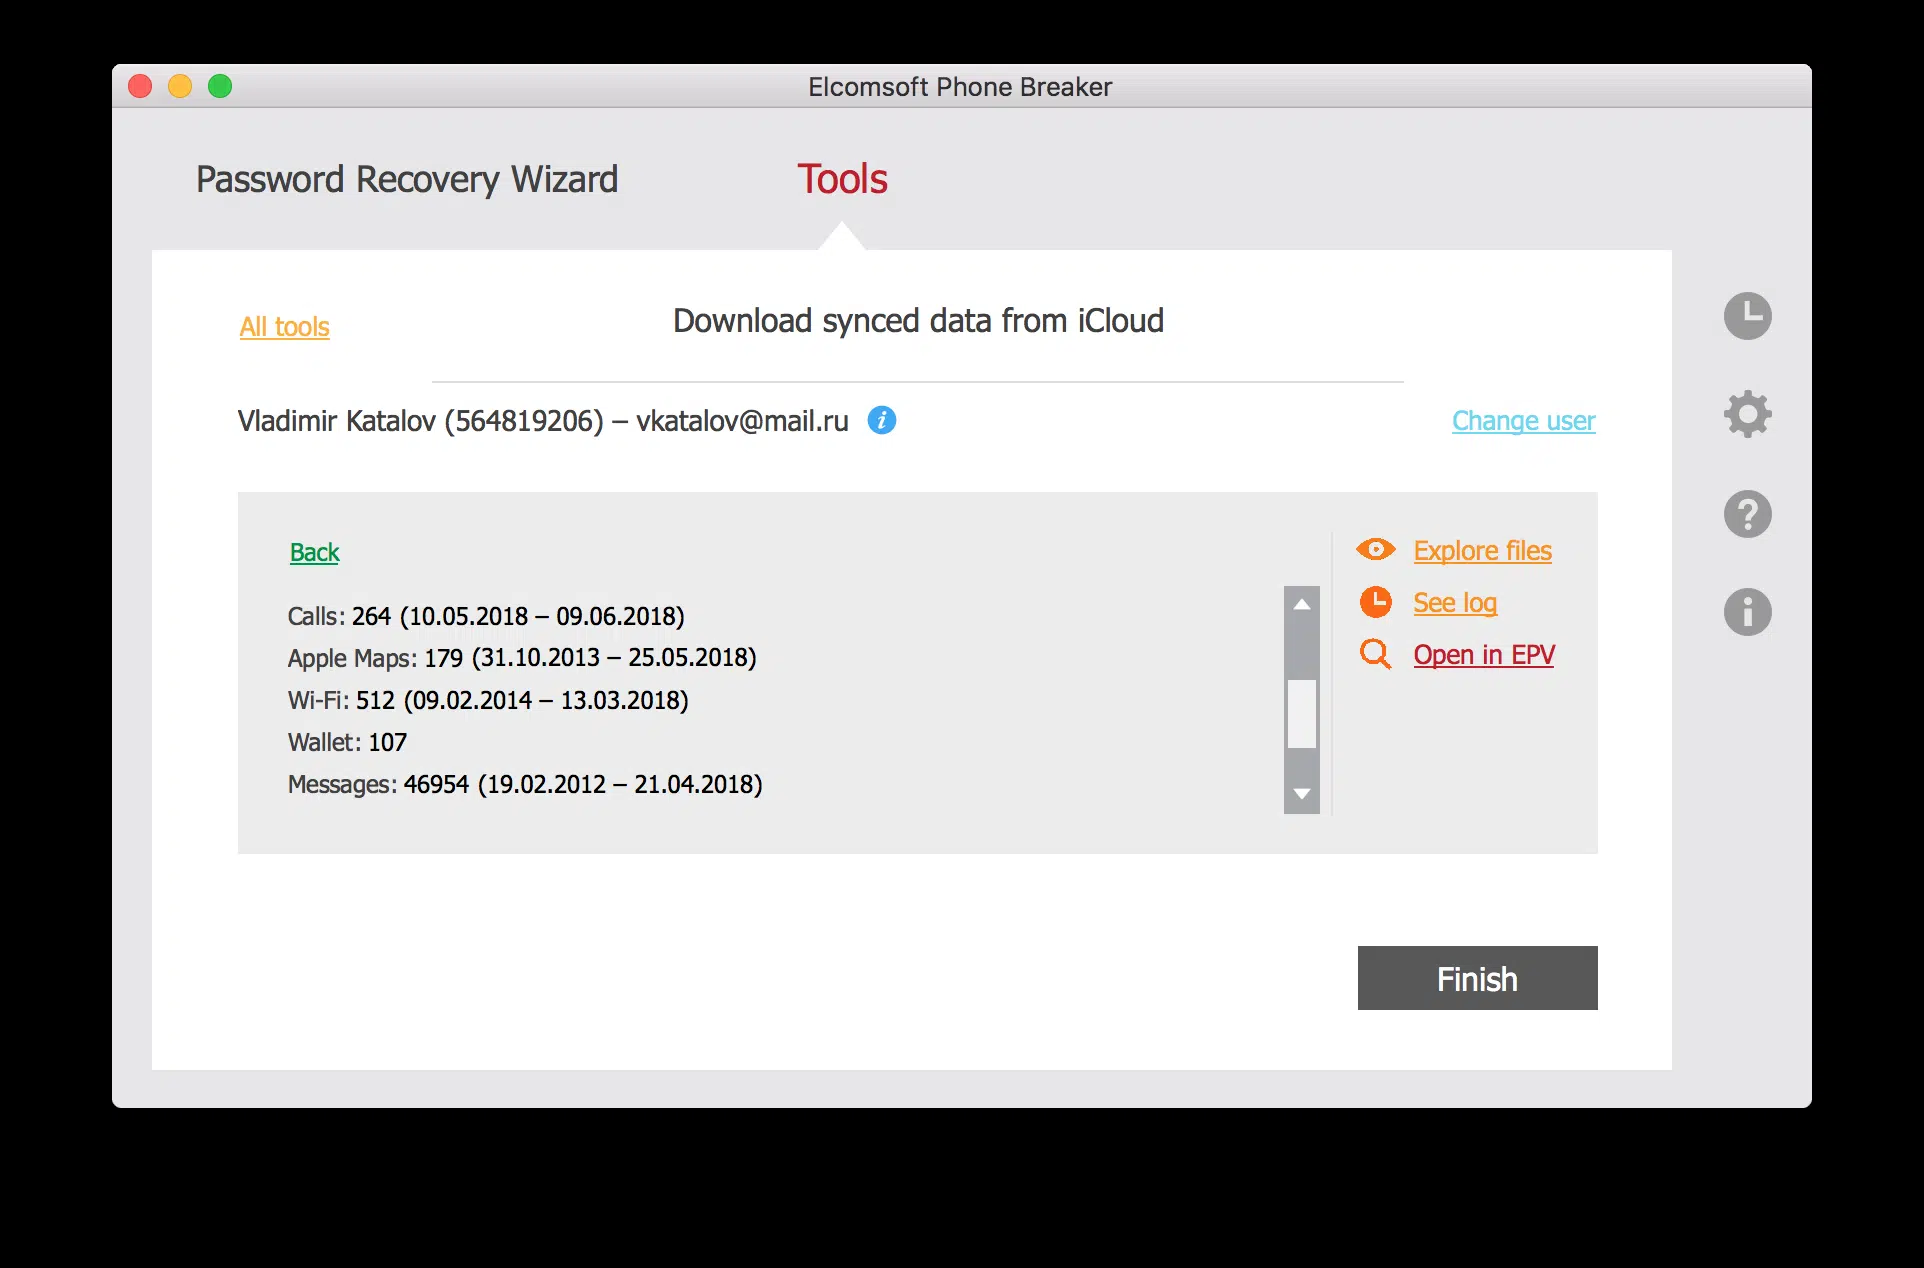 Elcomsoft Phone Breaker
Password Recovery Wizard
Tools
All tools
Download synced data from iCloud
Vladimir Katalov (564819206) – vkatalov@mail.ru
Change user
Back
Calls: 264 (10.05.2018 – 09.06.2018)
Apple Maps: 179 (31.10.2013 – 25.05.2018)
Wi-Fi: 512 (09.02.2014 – 13.03.2018)
Wallet: 107
Messages: 46954 (19.02.2012 – 21.04.2018)
Explore files
See log
Open in EPV
Finish